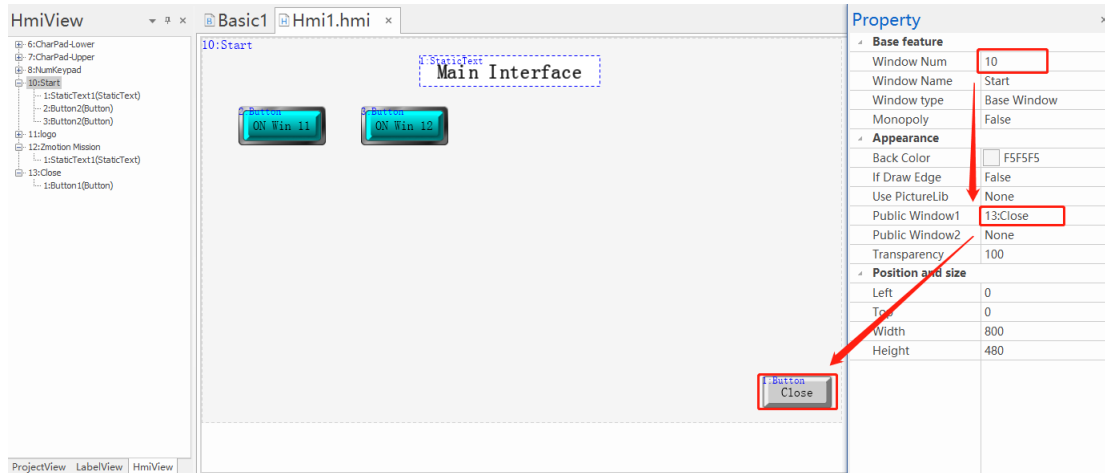 HmiView
6:CharPad-Lower
7:CharPad-Upper
8:NumKeypad
10:Start
1:StaticText1(StaticText)
2:Button2(Button)
3:Button2(Button)
11:logo
12:Zmotion Mission
1:StaticText1(StaticText)
13:Close
1:Button1(Button)
ProjectView LabelView HmiView
Basic1 Hmi1.hmi ×
10:Start
1:StaticText
Main Interface
2:Button
ON Win 11
3:Button
ON Win 12
1:Button
Close
Property
Base feature
Window Num 10
Window Name Start
Window type Base Window
Monopoly False
Appearance
Back Color F5F5F5
If Draw Edge False
Use PictureLib None
Public Window1 13:Close
Public Window2 None
Transparency 100
Position and size
Left 0
Top 0
Width 800
Height 480